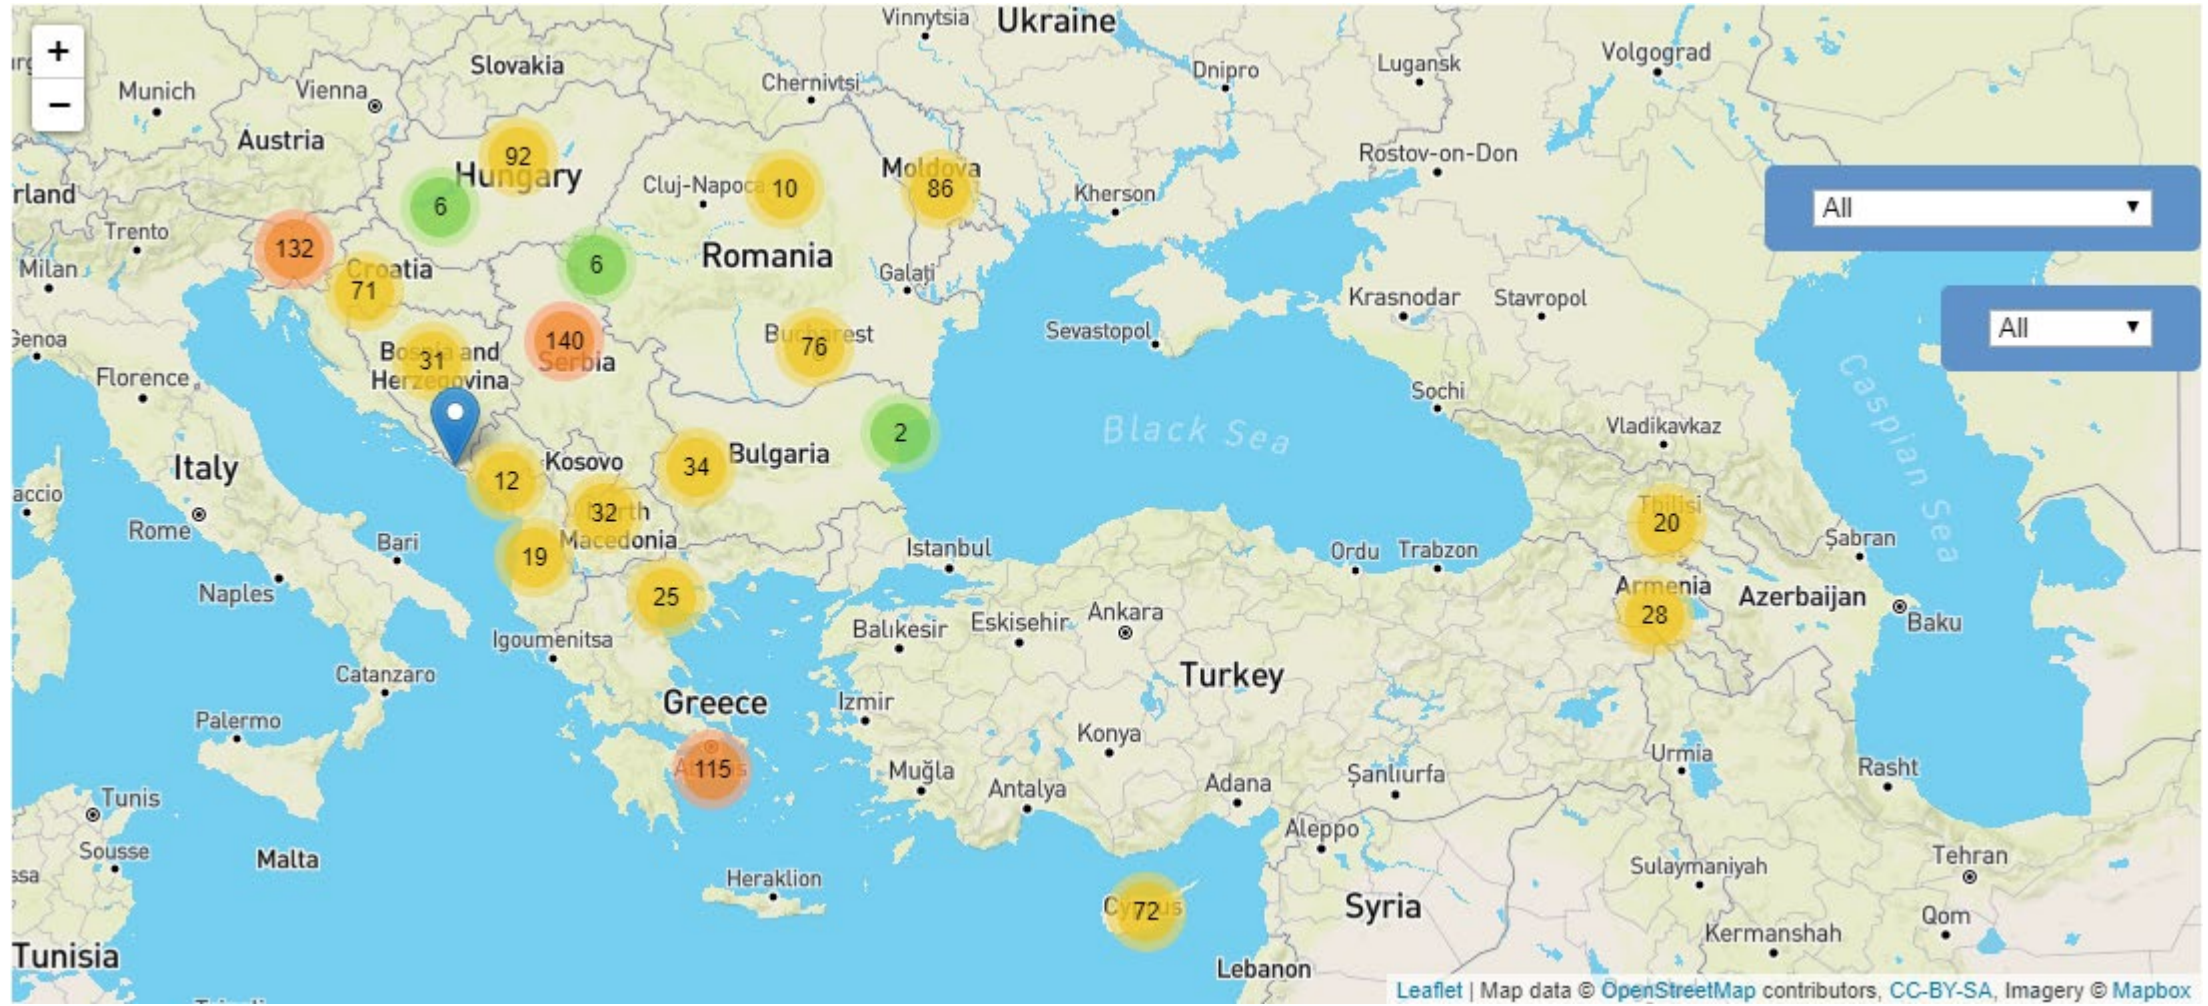 Ukraine
Vinnytsia
+
−
Slovakia
Munich
Vienna
Chernivtsi
Dnipro
Lugansk
Volgograd
Austria
92
Hungary
Moldova
Rostov-on-Don
Cluj-Napoca
10
86
Kherson
6
rland
All
Trento
132
Croatia
6
Romania
Milan
71
Galați
Krasnodar
Stavropol
Genoa
140
Serbia
Bucharest
76
Sevastopol
All
Bosnia and
31
Herzegovina
Florence
Sochi
Caspian Sea
2
Black Sea
Vladikavkaz
Italy
12
Kosovo
34
Bulgaria
accio
Rome
32
North
Macedonia
Tbilisi
20
Bari
19
Istanbul
Ordu
Trabzon
Şabran
Naples
25
Armenia
28
Azerbaijan
Baku
Igoumenitsa
Balıkesir
Eskisehir
Ankara
Catanzaro
Greece
Turkey
Izmir
Palermo
Konya
Urmia
115
Athens
Muğla
Antalya
Adana
Şanlıurfa
Rasht
Tunis
Aleppo
Sousse
Malta
Heraklion
Sulaymaniyah
Tehran
ssa
Cyprus
72
Syria
Qom
Kermanshah
Tunisia
Lebanon
Leaflet | Map data © OpenStreetMap contributors, CC-BY-SA, Imagery © Mapbox